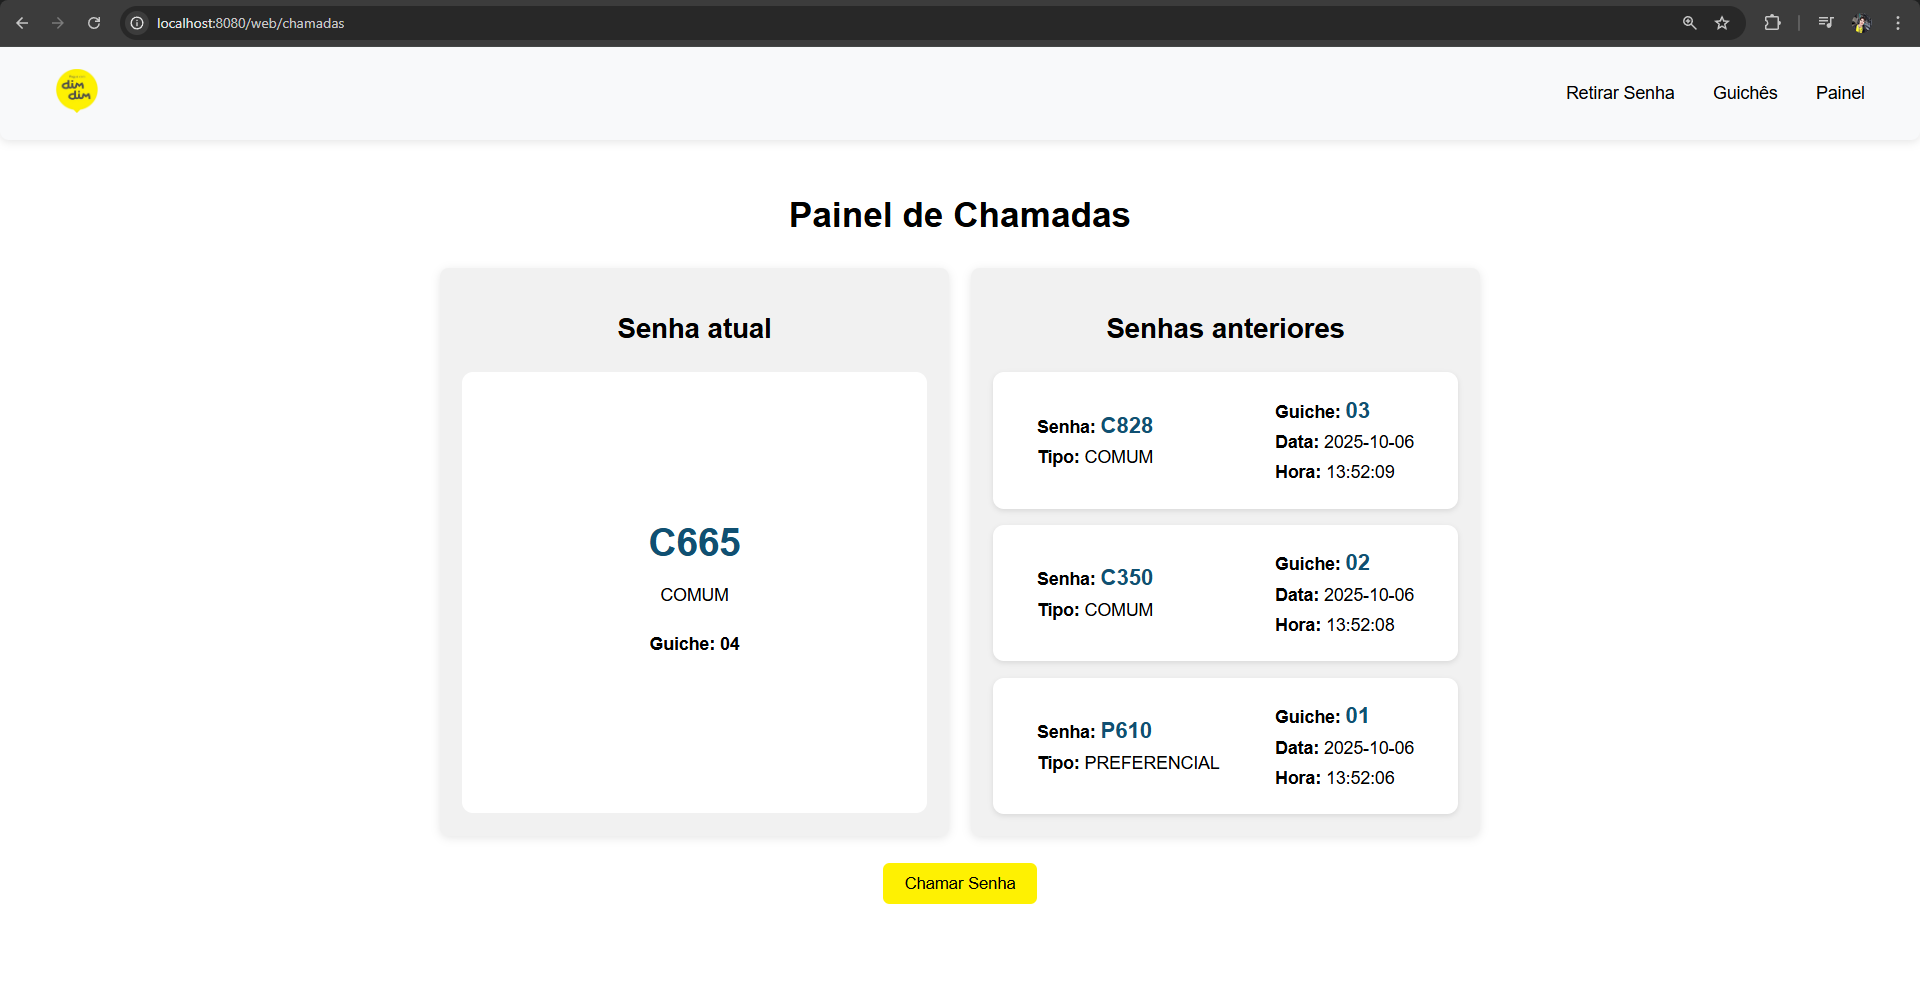 localhost:8080/web/chamadas
dim
dim
Retirar Senha
Guichês
Painel
Painel de Chamadas
Senha atual
C665
COMUM
Guiche: 04
Senhas anteriores
Senha: C828
Tipo: COMUM
Guiche: 03
Data: 2025-10-06
Hora: 13:52:09
Senha: C350
Tipo: COMUM
Guiche: 02
Data: 2025-10-06
Hora: 13:52:08
Senha: P610
Tipo: PREFERENCIAL
Guiche: 01
Data: 2025-10-06
Hora: 13:52:06
Chamar Senha